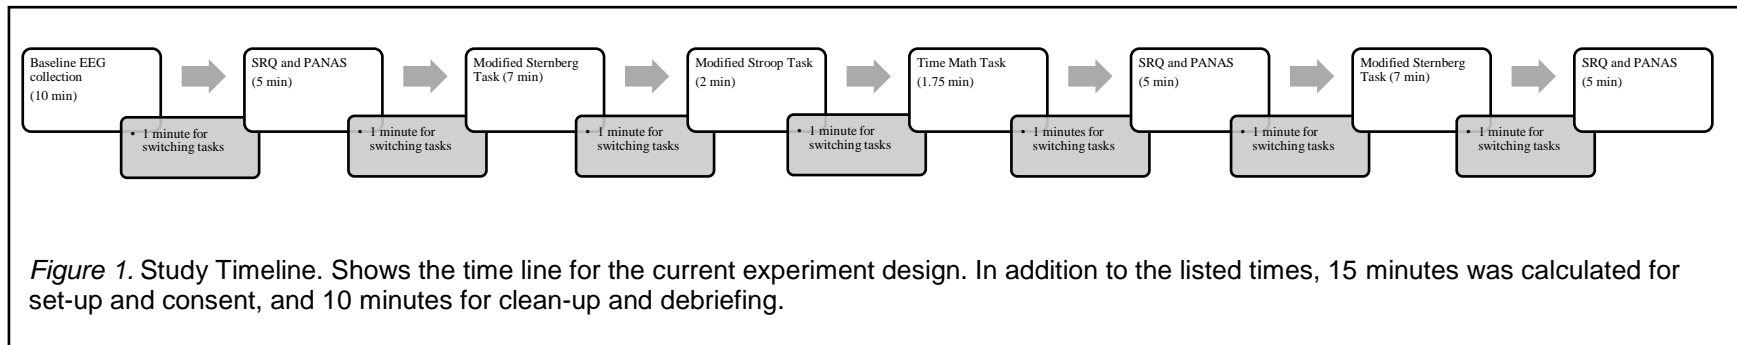 Baseline EEG
collection
(10 min)
• 1 minute for
switching tasks
SRQ and PANAS
(5 min)
• 1 minute for
switching tasks
Modified Sternberg
Task (7 min)
• 1 minute for
switching tasks
Modified Stroop Task
(2 min)
• 1 minute for
switching tasks
Time Math Task
(1.75 min)
• 1 minutes for
switching tasks
SRQ and PANAS
(5 min)
• 1 minute for
switching tasks
Modified Sternberg
Task (7 min)
• 1 minute for
switching tasks
SRQ and PANAS
(5 min)
Figure 1. Study Timeline. Shows the time line for the current experiment design. In addition to the listed times, 15 minutes was calculated for
set-up and consent, and 10 minutes for clean-up and debriefing.